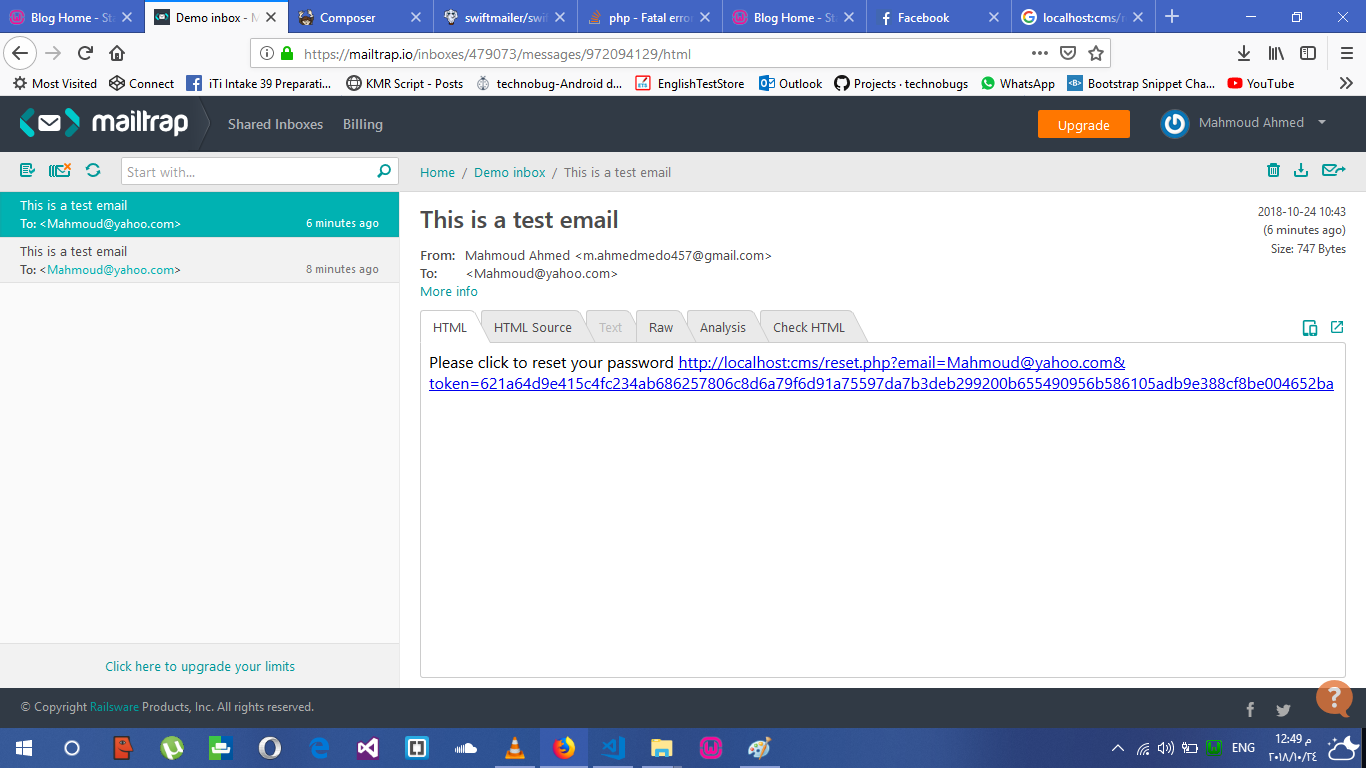 Blog Home - Sta
Demo inbox - M
Composer
swiftmailer/swif
php - Fatal error
Blog Home - Sta
Facebook
localhost:cms/r
https://mailtrap.io/inboxes/479073/messages/972094129/html
Most Visited
Connect
iTi Intake 39 Preparati...
KMR Script - Posts
technobug-Android d...
EnglishTestStore
Outlook
Projects · technobugs
WhatsApp
Bootstrap Snippet Cha...
YouTube
mailtrap
Shared Inboxes
Billing
Upgrade
Mahmoud Ahmed
Start with...
Home / Demo inbox / This is a test email
This is a test email
To: <Mahmoud@yahoo.com>
6 minutes ago
This is a test email
To: <Mahmoud@yahoo.com>
8 minutes ago
This is a test email
2018-10-24 10:43
(6 minutes ago)
Size: 747 Bytes
From: Mahmoud Ahmed <m.ahmedmedo457@gmail.com>
To: <Mahmoud@yahoo.com>
More info
HTML
HTML Source
Text
Raw
Analysis
Check HTML
Please click to reset your password http://localhost:cms/reset.php?email=Mahmoud@yahoo.com&
token=621a64d9e415c4fc234ab686257806c8d6a79f6d91a75597da7b3deb299200b655490956b586105adb9e388cf8be004652ba
Click here to upgrade your limits
© Copyright Railsware Products, Inc. All rights reserved.
?
ENG
12:49 م
٢٠١٨/١٠/٢٤